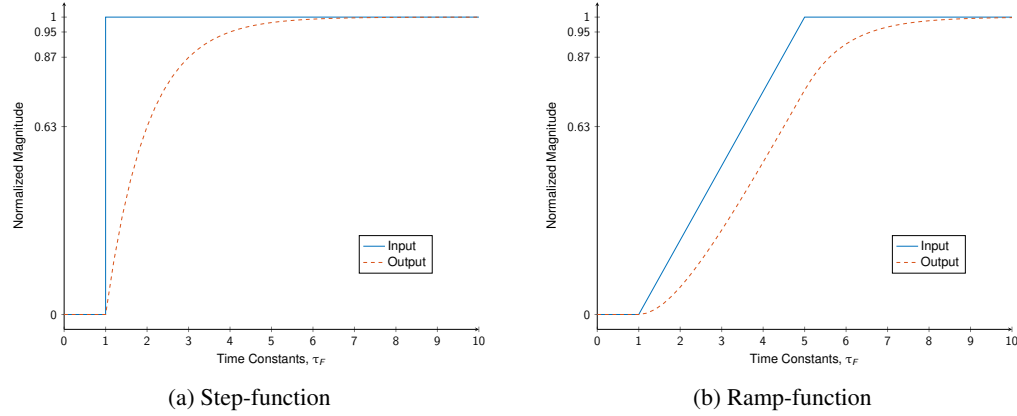 1
0.95
0.87
0.63
0
Normalized Magnitude
Input
Output
0 1 2 3 4 5 6 7 8 9 10
Time Constants, τF
(a) Step-function
1
0.95
0.87
0.63
0
Normalized Magnitude
Input
Output
0 1 2 3 4 5 6 7 8 9 10
Time Constants, τF
(b) Ramp-function